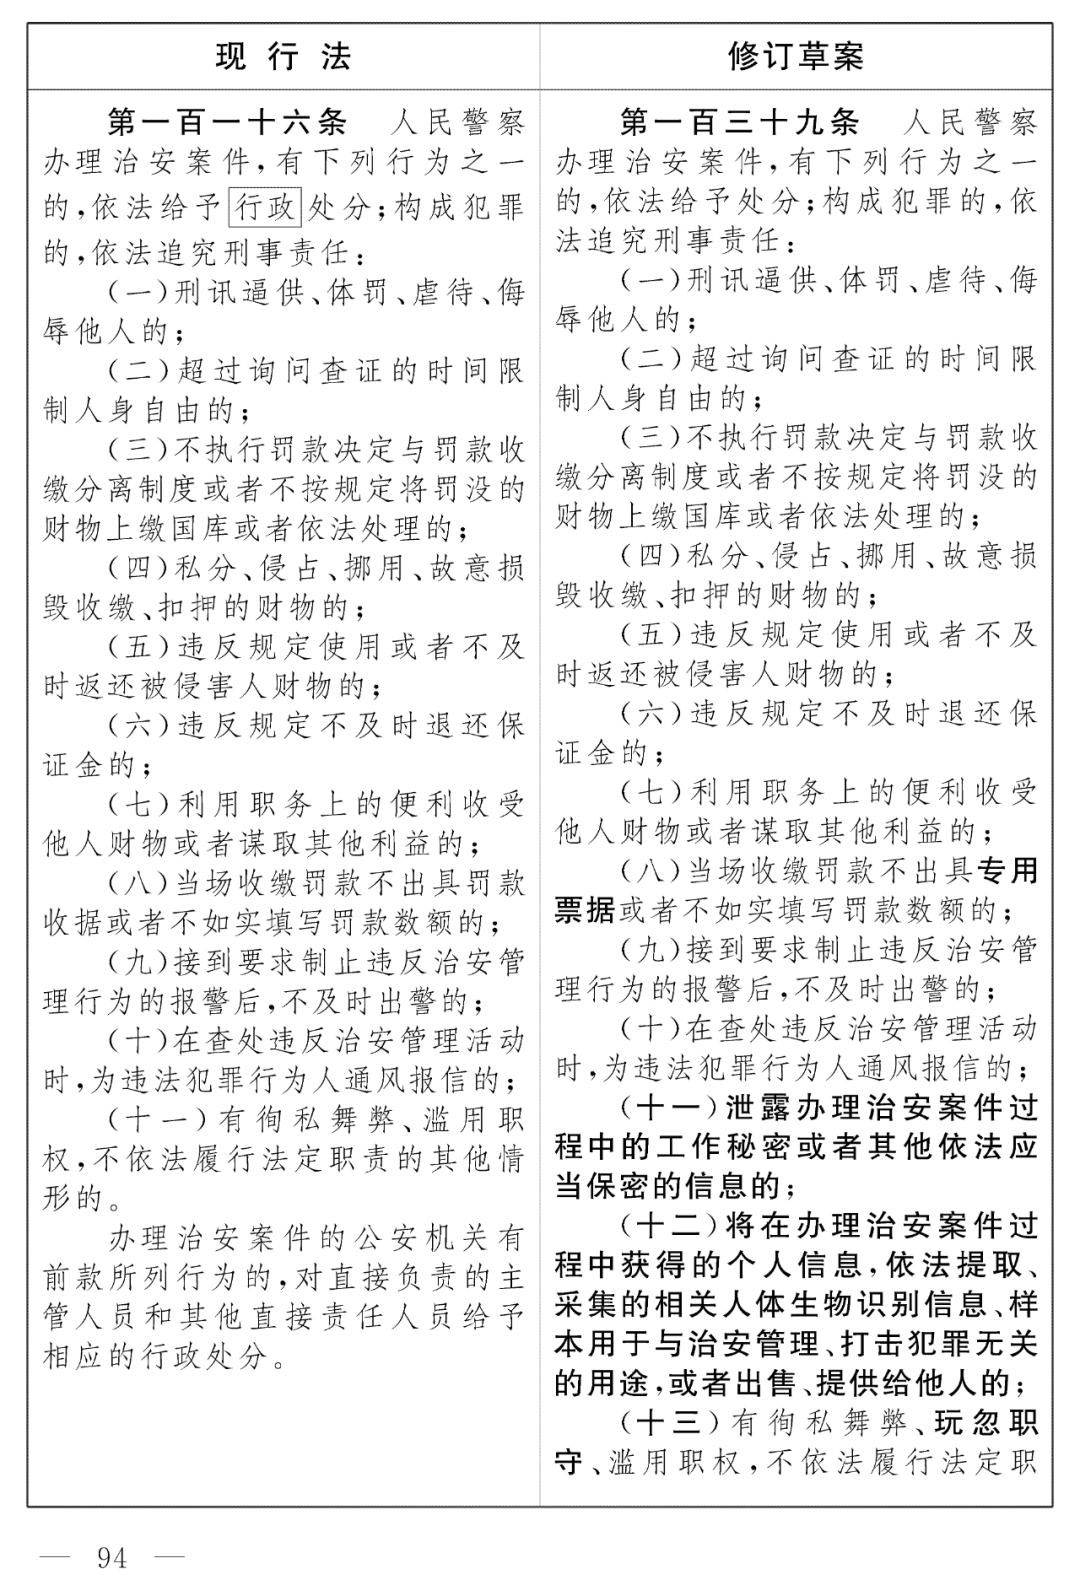 现行法
第一百一十六条　人民警察
办理治安案件,有下列行为之一
的,依法给予行政处分;构成犯罪
的,依法追究刑事责任:
(一)刑讯逼供、体罚、虐待、侮
辱他人的;
(二)超过询问查证的时间限
制人身自由的;
(三)不执行罚款决定与罚款收
缴分离制度或者不按规定将罚没的
财物上缴国库或者依法处理的;
(四)私分、侵占、挪用、故意损
毁收缴、扣押的财物的;
(五)违反规定使用或者不及
时返还被侵害人财物的;
(六)违反规定不及时退还保
证金的;
(七)利用职务上的便利收受
他人财物或者谋取其他利益的;
(八)当场收缴罚款不出具罚款
收据或者不如实填写罚款数额的;
(九)接到要求制止违反治安管
理行为的报警后,不及时出警的;
(十)在查处违反治安管理活动
时,为违法犯罪行为人通风报信的;
(十一)有徇私舞弊、滥用职
权,不依法履行法定职责的其他情
形的。
办理治安案件的公安机关有
前款所列行为的,对直接负责的主
管人员和其他直接责任人员给予
相应的行政处分。
修订草案
第一百三十九条　人民警察
办理治安案件,有下列行为之一
的,依法给予处分;构成犯罪的,依
法追究刑事责任:
(一)刑讯逼供、体罚、虐待、侮
辱他人的;
(二)超过询问查证的时间限
制人身自由的;
(三)不执行罚款决定与罚款收
缴分离制度或者不按规定将罚没的
财物上缴国库或者依法处理的;
(四)私分、侵占、挪用、故意损
毁收缴、扣押的财物的;
(五)违反规定使用或者不及
时返还被侵害人财物的;
(六)违反规定不及时退还保
证金的;
(七)利用职务上的便利收受
他人财物或者谋取其他利益的;
(八)当场收缴罚款不出具专用
票据或者不如实填写罚款数额的;
(九)接到要求制止违反治安管
理行为的报警后,不及时出警的;
(十)在查处违反治安管理活动
时,为违法犯罪行为人通风报信的;
(十一)泄露办理治安案件过
程中的工作秘密或者其他依法应
当保密的信息的;
(十二)将在办理治安案件过
程中获得的个人信息,依法提取、
采集的相关人体生物识别信息、样
本用于与治安管理、打击犯罪无关
的用途,或者出售、提供给他人的;
(十三)有徇私舞弊、玩忽职
守、滥用职权,不依法履行法定职
— 94 —